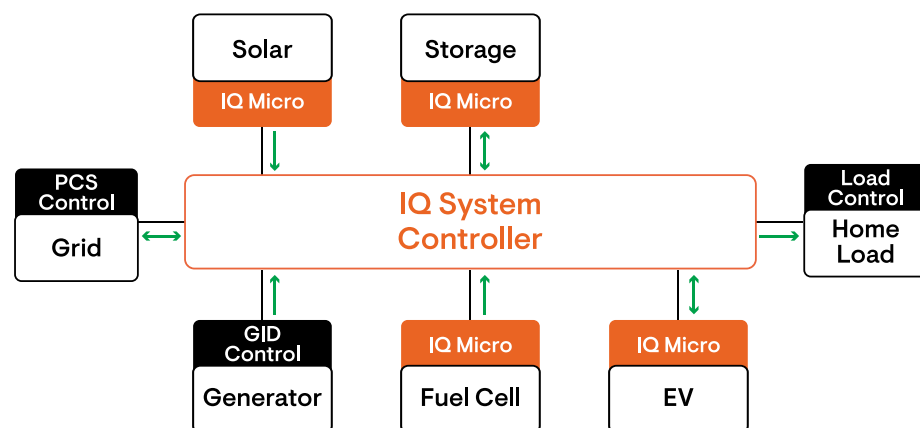 Solar
IQ Micro
Storage
IQ Micro
PCS
Control
Grid
IQ System
Controller
Load
Control
Home
Load
GID
Control
Generator
IQ Micro
Fuel Cell
IQ Micro
EV